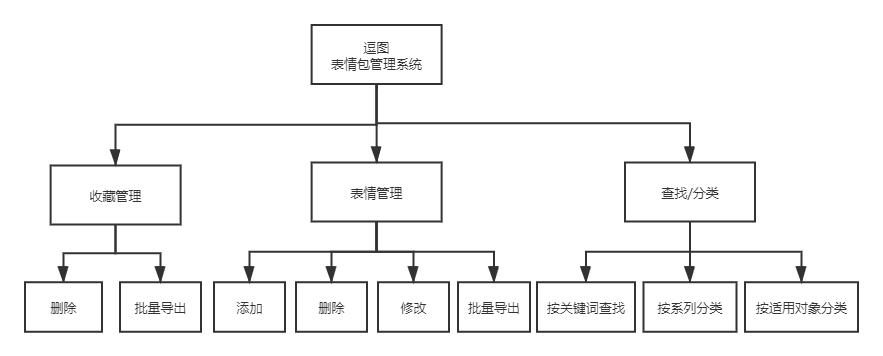 逗图
表情包管理系统
收藏管理
表情管理
查找/分类
删除
批量导出
添加
删除
修改
批量导出
按关键词查找
按系列分类
按适用对象分类